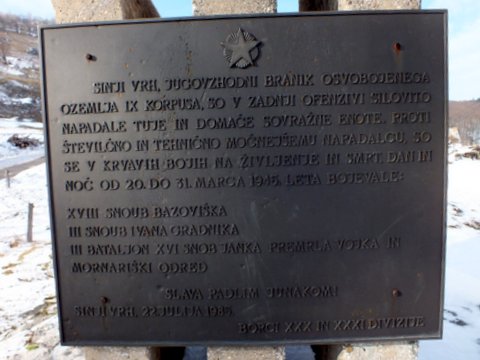 SINJI VRH, JUGOVZHODNI BRANIK OSVOBOJENEGA
OZEMLJA IX KORPUSA, SO V ZADNJI OFENZIVI SILOVITO
NAPADALE TUJE IN DOMAČE SOVRAŽNE ENOTE. PROTI
ŠTEVILČNO IN TEHNIČNO MOČNEJŠEMU NAPADALCU, SO
SE V KRVAVIH BOJIH NA ŽIVLJENJE IN SMRT, DAN IN
NOČ OD 20. DO 31. MARCA 1945. LETA BOJEVALE:
XVIII SNOUB BAZOVIŠKA
III SNOUB IVANA GRADNIKA
III BATALJON XVI SNOB JANKA PREMRLA VOJKA IN
MORNARIŠKI ODRED
SLAVA PADLIM JUNAKOM!
SINJI VRH, 22. JULIJA 1985.
BORCI XXX IN XXXI DIVIZIJE